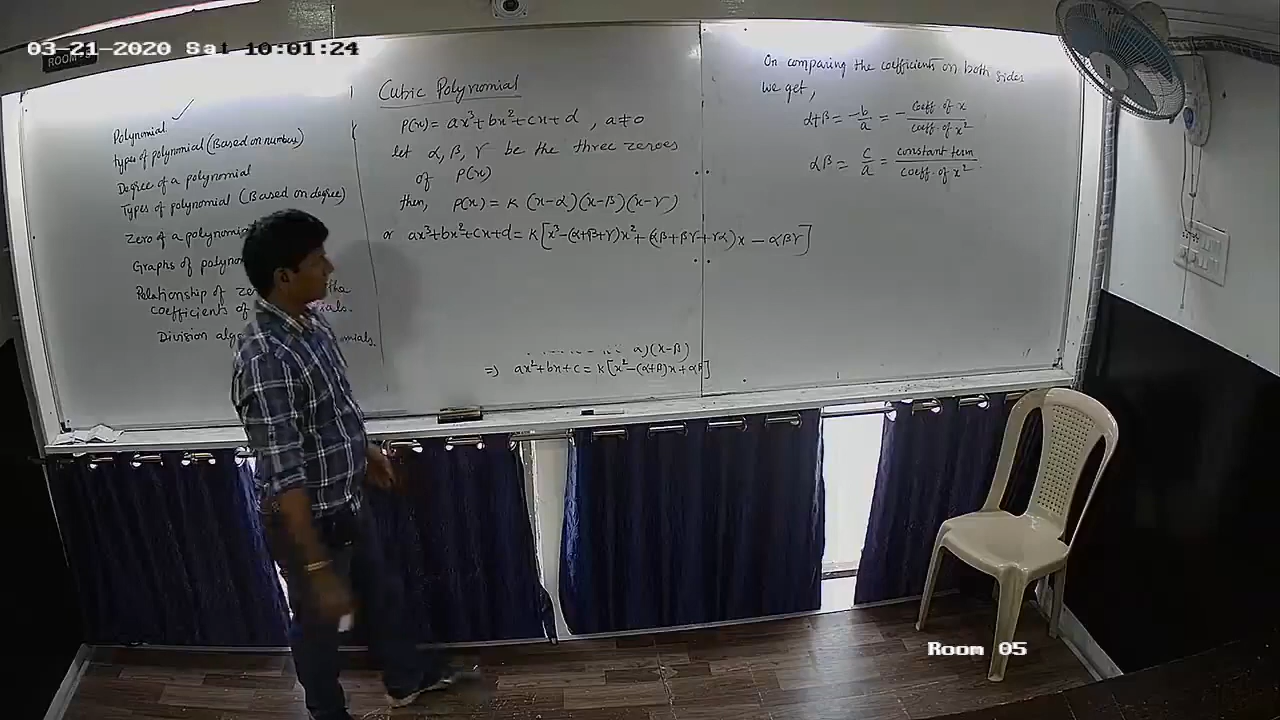 03-21-2020 Sat 10:01:24
ROOM-5
Polynomial ✓
Types of polynomial (Based on number)
Degree of a polynomial
Types of polynomial (Based on degree)
Zero of a polynomial
Graphs of polynom
Relationship of ze the
coefficients of ials.
Division alg mials.
Cubic Polynomial
P(x) = ax³+bx²+cx+d , a≠0
let α, β, γ be the three zeroes
of P(x)
then, p(x) = K (x-α)(x-β)(x-γ)
or ax³+bx²+cx+d = K[x³-(α+β+γ)x²+(αβ+βγ+γα)x - αβγ]
α)(x-β)
⇒ ax²+bx+c = K[x²-(α+β)x+αβ]
On comparing the coefficients on both sides
we get,
α+β = -b/a = - coeff. of x / coeff. of x²
αβ = c/a = constant term / coeff. of x²
Room 05